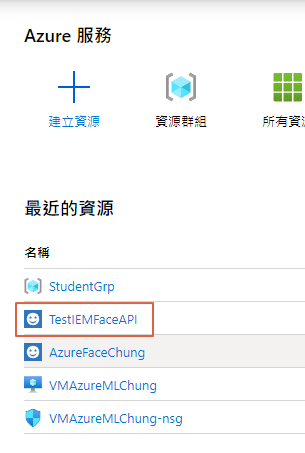 Azure 服務
建立資源
資源群組
所有資
最近的資源
名稱
StudentGrp
TestIEMFaceAPI
AzureFaceChung
VMAzureMLChung
VMAzureMLChung-nsg